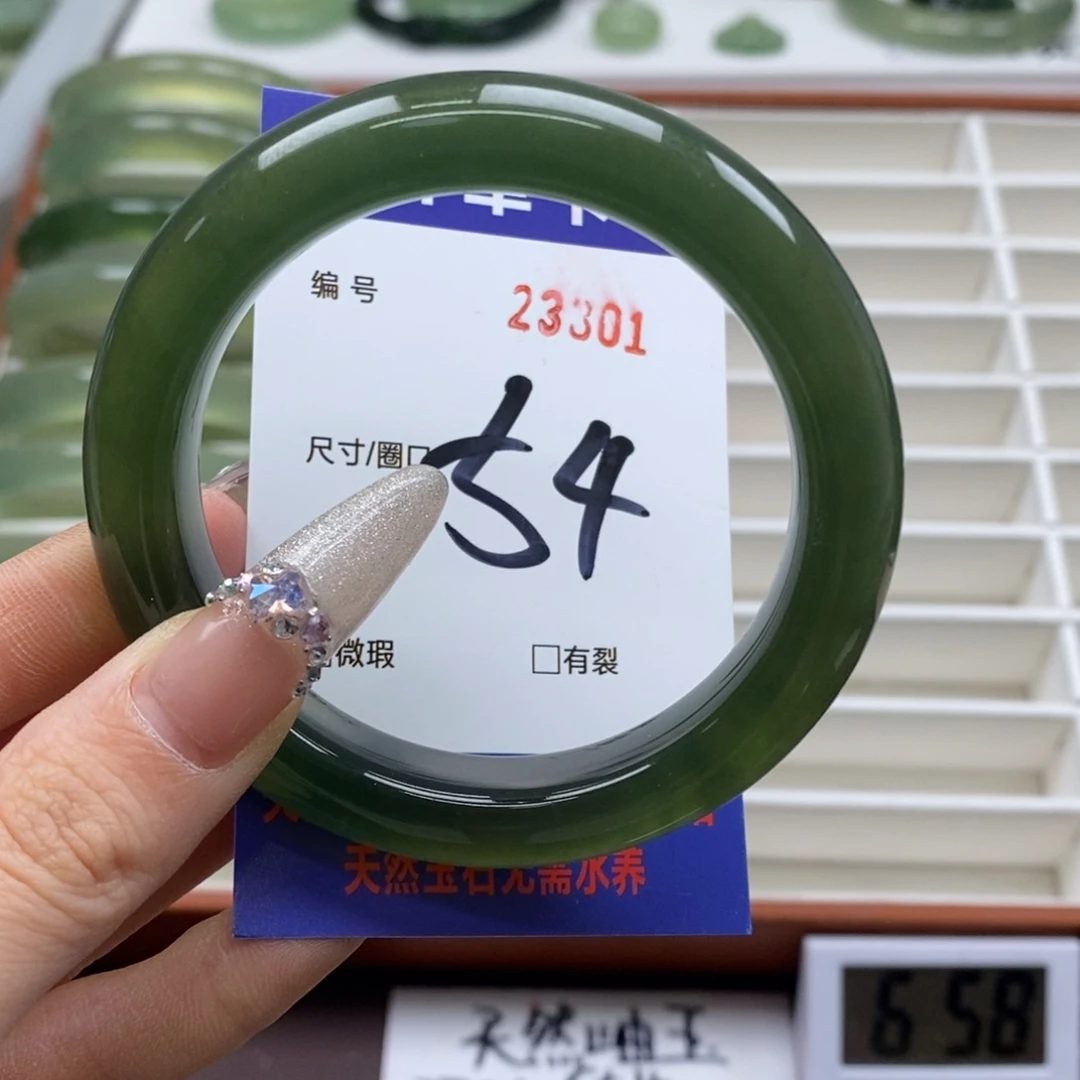 编号 23301
尺寸/圈口 54
微瑕 □有裂
天然玉石无需水养
天然岫玉
6 58